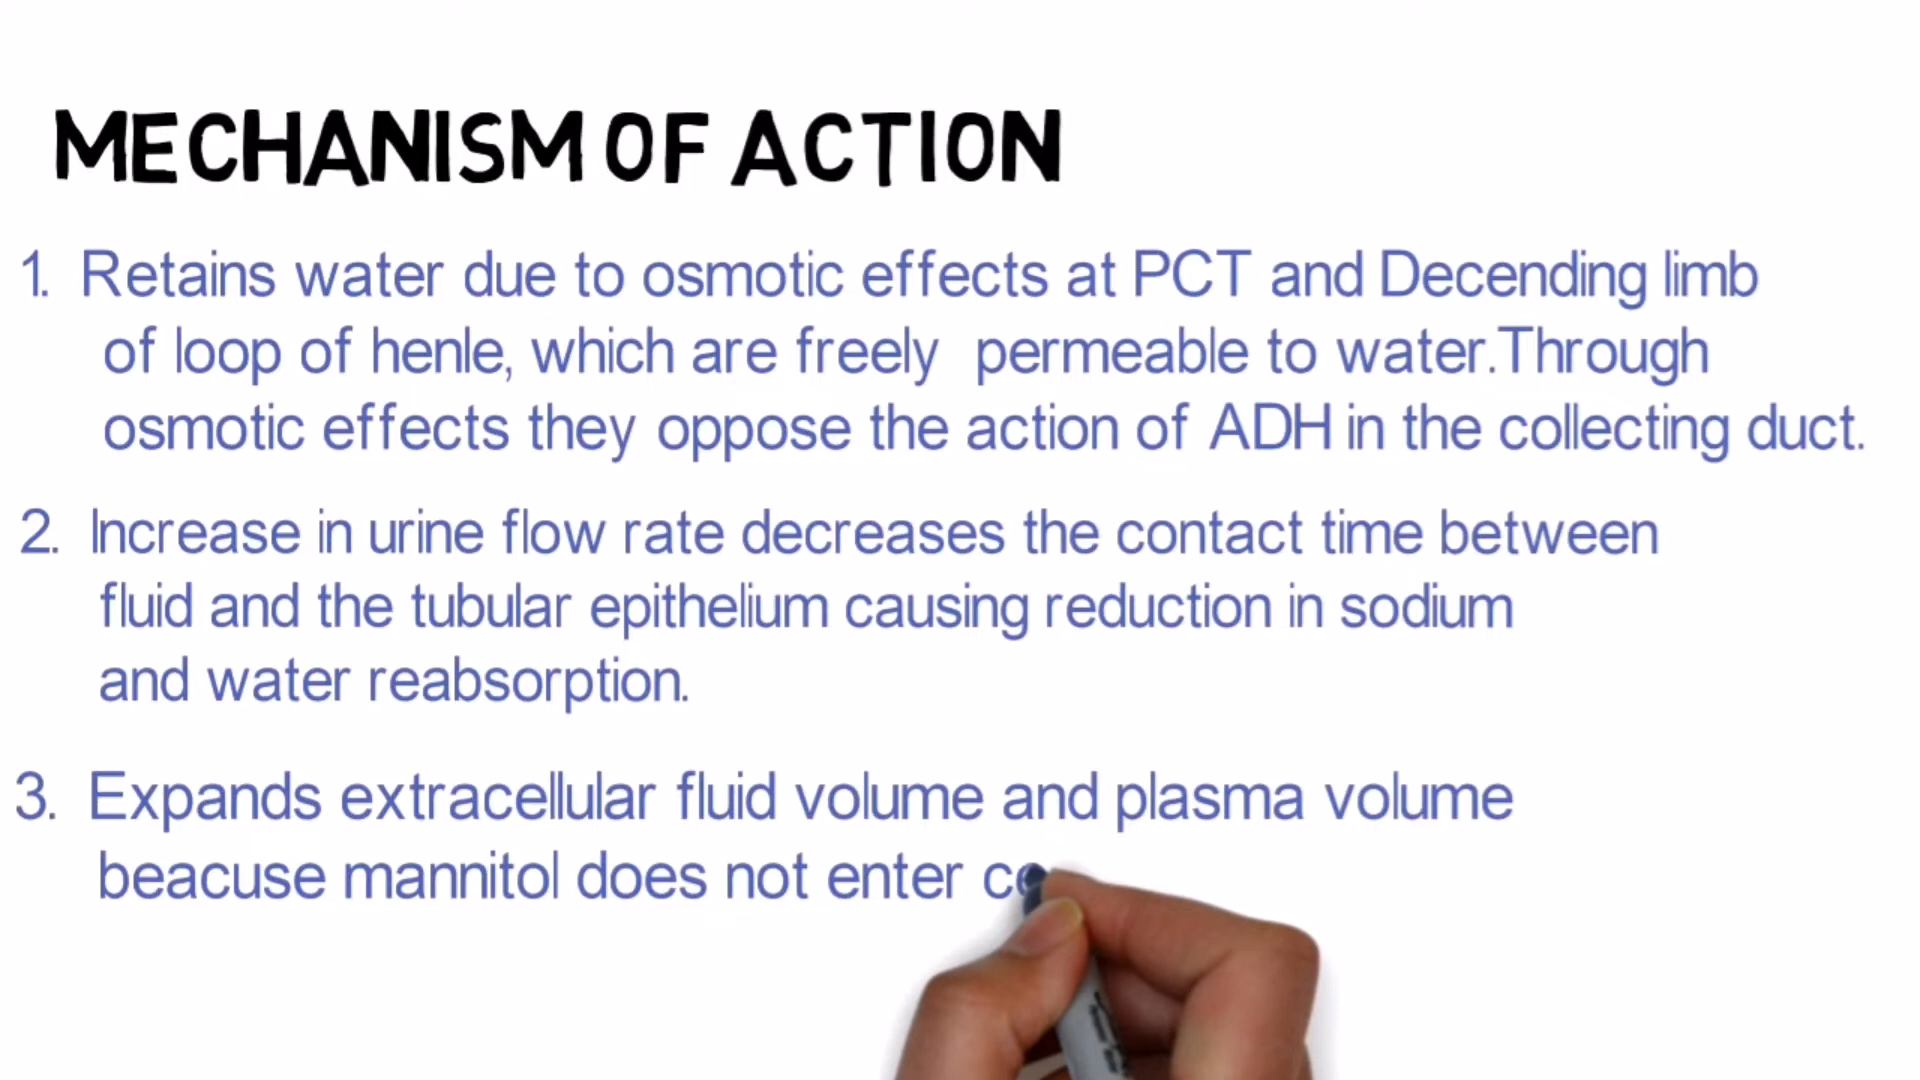 MECHANISM OF ACTION
1. Retains water due to osmotic effects at PCT and Decending limb
of loop of henle, which are freely permeable to water.Through
osmotic effects they oppose the action of ADH in the collecting duct.
2. Increase in urine flow rate decreases the contact time between
fluid and the tubular epithelium causing reduction in sodium
and water reabsorption.
3. Expands extracellular fluid volume and plasma volume
beacuse mannitol does not enter